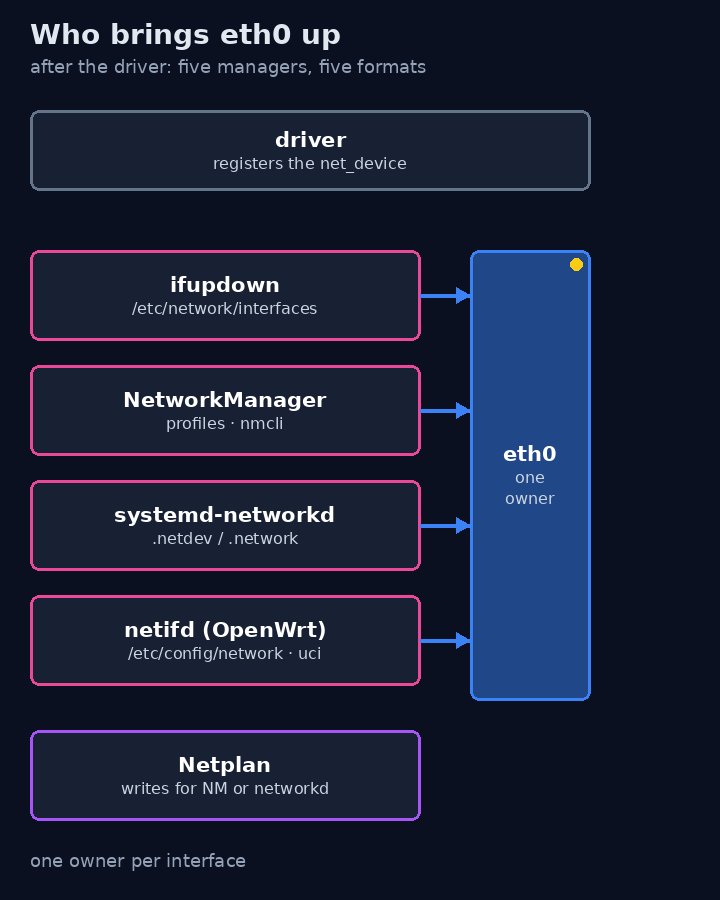 Who brings eth0 up
after the driver: five managers, five formats
driver
registers the net_device
ifupdown
/etc/network/interfaces
NetworkManager
profiles · nmcli
systemd-networkd
.netdev / .network
netifd (OpenWrt)
/etc/config/network · uci
eth0
one
owner
Netplan
writes for NM or networkd
one owner per interface